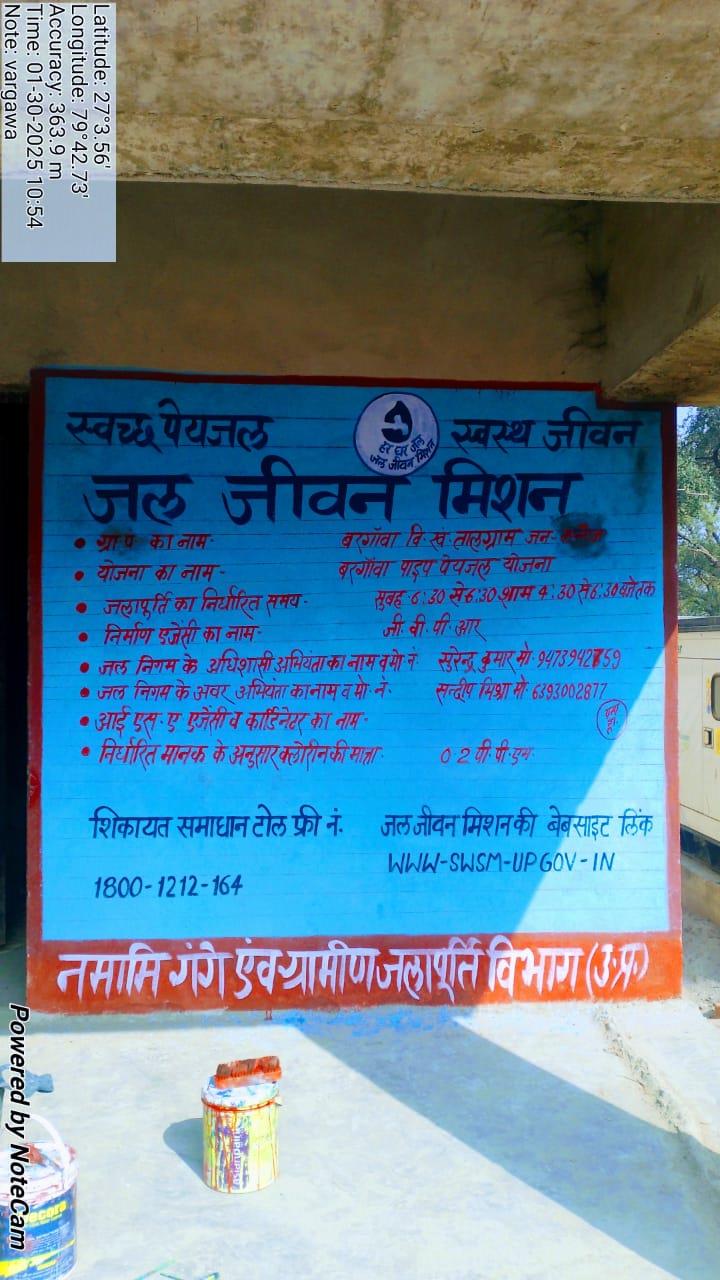 Latitude: 27°3.56'
Longitude: 79°42.73'
Accuracy: 363.9 m
Time: 01-30-2025 10:54
Note: vargawa
स्वच्छ पेयजल
हर घर जल
जल जीवन मिशन
स्वस्थ जीवन
जल जीवन मिशन
• ग्रा॰प॰ का नाम- बरगाँवा वि॰खं॰तालग्राम जन-
• योजना का नाम- बरगाँवा पाइप पेयजल योजना
• जलापूर्ति का निर्धारित समय- सुबह 6:30 से 6:30 शाम 4:30 से 6:30 बजे तक
• निर्माण एजेंसी का नाम- जी॰वी॰पी॰आर
• जल निगम के अधिशासी अभियंता का नाम व मो॰ नं॰ सुरेन्द्र कुमार मो॰
• जल निगम के अवर अभियंता का नाम व मो॰ नं॰ सन्दीप मिश्रा मो॰ 6393002877
• आई॰एस॰ए एजेंसी व कार्डिनेटर का नाम-
• निर्धारित मानक के अनुसार क्लोरीन की मात्रा- 0·2 पी॰पी॰एम॰
शिकायत समाधान टोल फ्री नं॰
1800-1212-164
जल जीवन मिशन की बेबसाइट लिंक
WWW-SWSM-UPGOV-IN
नमामि गंगे एंव ग्रामीण जलापूर्ति विभाग (उ॰प्र॰)
Powered by NoteCam